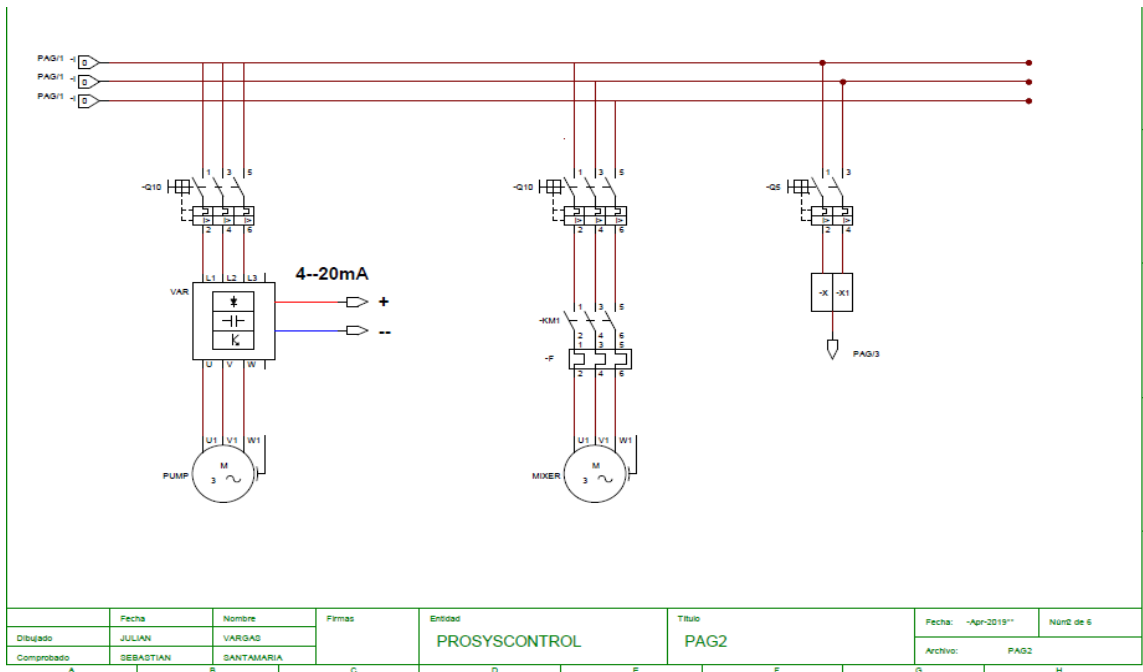 PAG/1 -I 0
PAG/1 -I 0
PAG/1 -I 0
1 3 5
-Q10
I> I> I>
2 4 6
1 3 5
-Q10
I> I> I>
2 4 6
1 3
-Q5
I> I>
2 4
L1 L2 L3
VAR
4--20mA
+
--
U V W
1 3 5
-KM1
2 4 6
1 3 5
-F
2 4 6
-X -X1
PAG/3
U1 V1 W1
PUMP
M
3
U1 V1 W1
MIXER
M
3
Fecha Nombre Firmas Entidad Título
Dibujado JULIAN VARGAS
Comprobado SEBASTIAN SANTAMARIA
PROSYSCONTROL
PAG2
Fecha: -Apr-2019** Núm2 de 6
Archivo: PAG2
A B C D E F G H